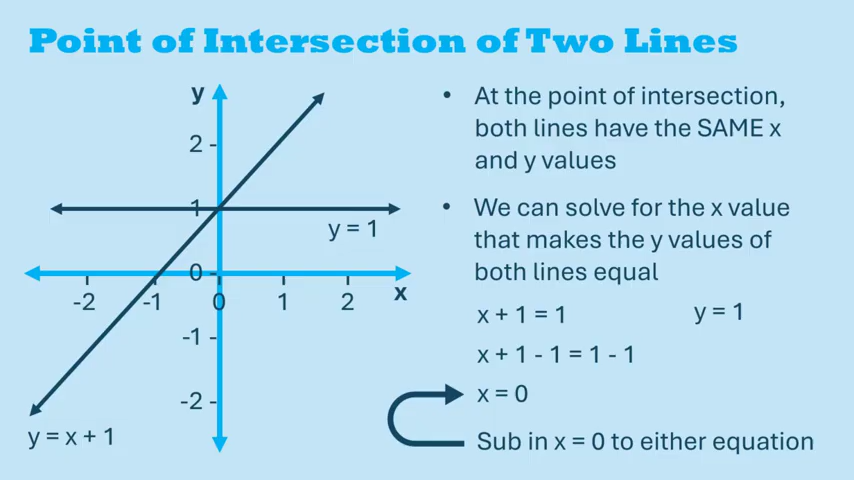 Point of Intersection of Two Lines
y
2
1
y = 1
0
-2
-1
0
1
2
x
-1
-2
y = x + 1
• At the point of intersection,
both lines have the SAME x
and y values
• We can solve for the x value
that makes the y values of
both lines equal
x + 1 = 1
y = 1
x + 1 - 1 = 1 - 1
x = 0
Sub in x = 0 to either equation